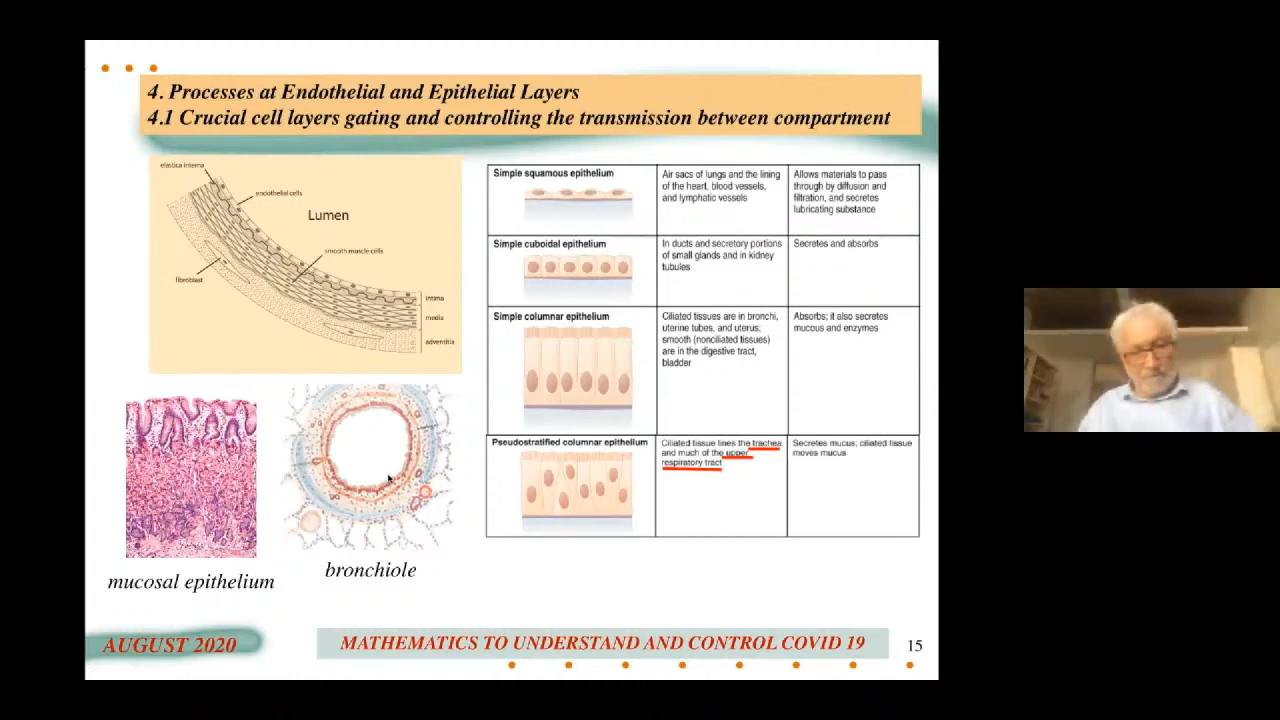 4. Processes at Endothelial and Epithelial Layers
4.1 Crucial cell layers gating and controlling the transmission between compartment
elastica interna
endothelial cells
Lumen
smooth muscle cells
fibroblast
intima
media
adventitia
mucosal epithelium
bronchiole
Simple squamous epithelium
Air sacs of lungs and the lining
of the heart, blood vessels,
and lymphatic vessels
Allows materials to pass
through by diffusion and
filtration, and secretes
lubricating substance
Simple cuboidal epithelium
In ducts and secretory portions
of small glands and in kidney
tubules
Secretes and absorbs
Simple columnar epithelium
Ciliated tissues are in bronchi,
uterine tubes, and uterus;
smooth (nonciliated tissues)
are in the digestive tract,
bladder
Absorbs; it also secretes
mucous and enzymes
Pseudostratified columnar epithelium
Ciliated tissue lines the trachea
and much of the upper
respiratory tract
Secretes mucus; ciliated tissue
moves mucus
AUGUST 2020
MATHEMATICS TO UNDERSTAND AND CONTROL COVID 19
15